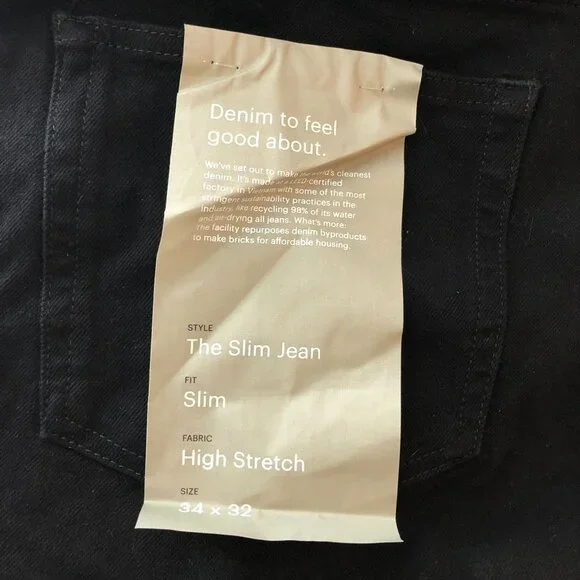 Denim to feel
good about.
We've set out to make the world's cleanest
denim. It's made at a LEED-certified
factory in Vietnam with some of the most
stringent sustainability practices in the
industry, like recycling 98% of its water
and air-drying all jeans. What's more:
The facility repurposes denim byproducts
to make bricks for affordable housing.
STYLE
The Slim Jean
FIT
Slim
FABRIC
High Stretch
SIZE
34 x 32